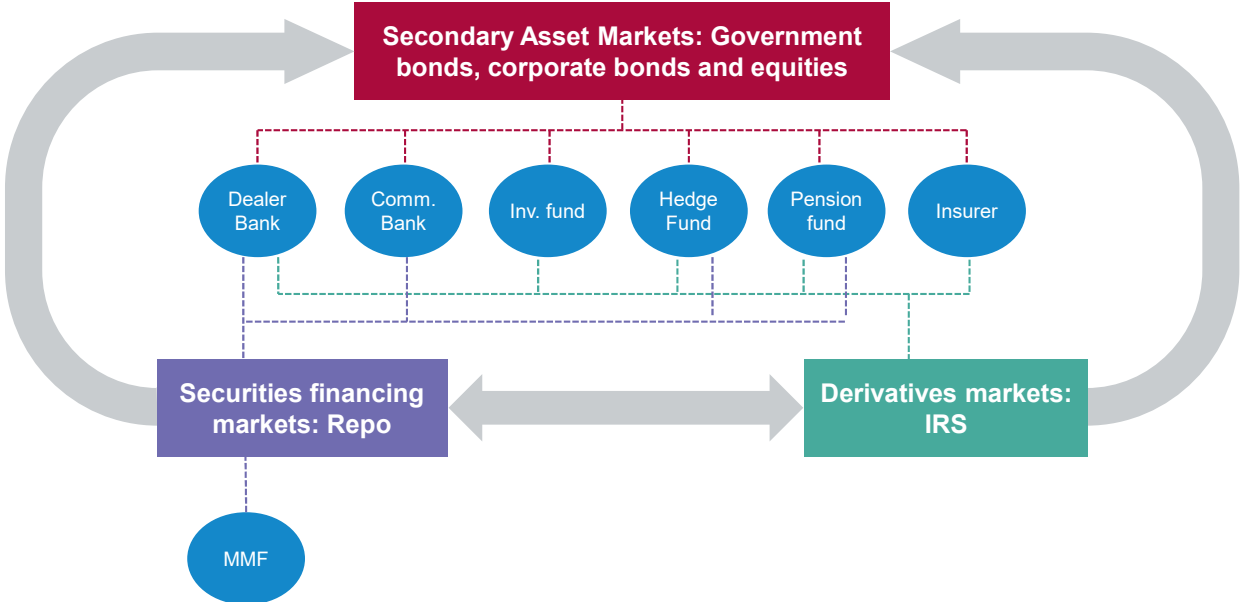 Secondary Asset Markets: Government
bonds, corporate bonds and equities
Dealer
Bank
Comm.
Bank
Inv. fund
Hedge
Fund
Pension
fund
Insurer
Securities financing
markets: Repo
Derivatives markets:
IRS
MMF